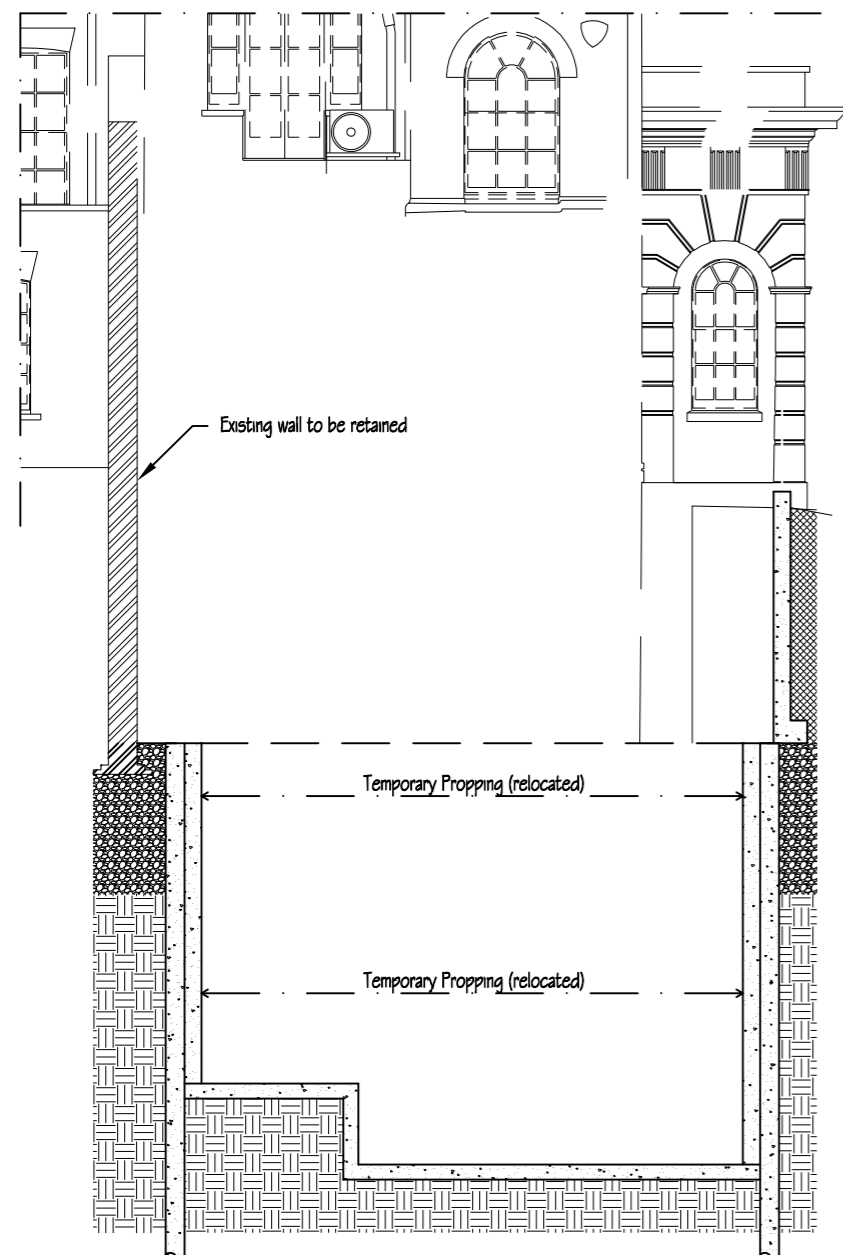 Existing wall to be retained
Temporary Propping (relocated)
Temporary Propping (relocated)